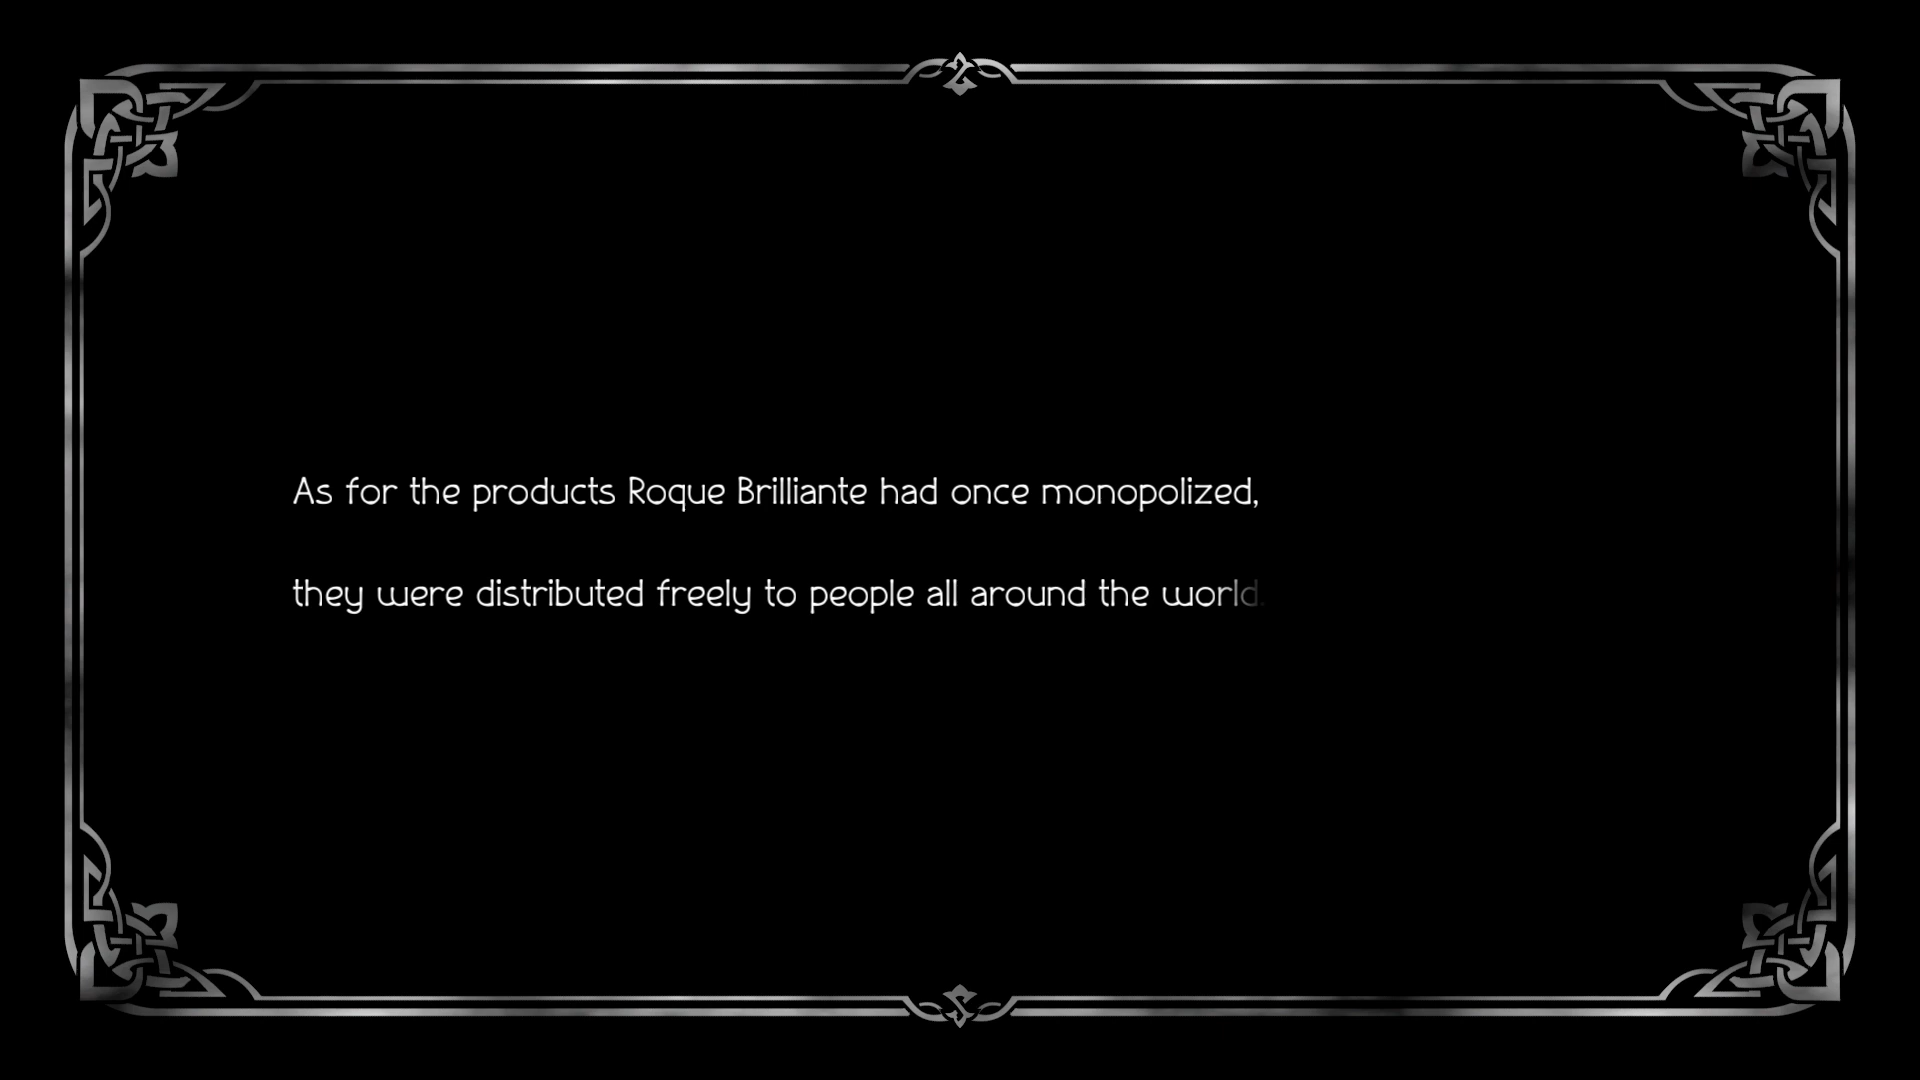 As for the products Roque Brilliante had once monopolized,
they were distributed freely to people all around the world.